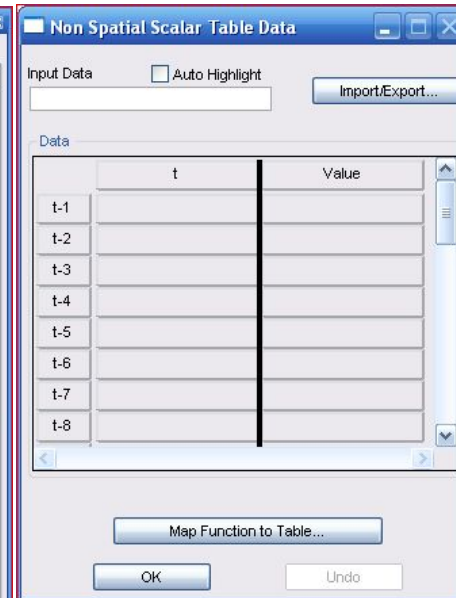 Non Spatial Scalar Table Data
Input Data
Auto Highlight
Import/Export...
Data
t Value
t-1
t-2
t-3
t-4
t-5
t-6
t-7
t-8
Map Function to Table...
OK Undo